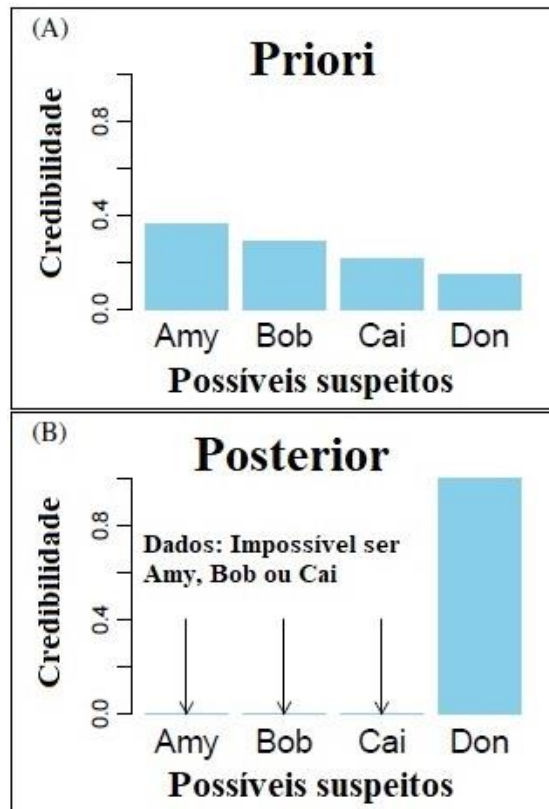 (A)
Priori
Credibilidade
0.8
0.4
0.0
Amy Bob Cai Don
Possíveis suspeitos
(B)
Posterior
Credibilidade
0.8
0.4
0.0
Dados: Impossível ser
Amy, Bob ou Cai
Amy Bob Cai Don
Possíveis suspeitos